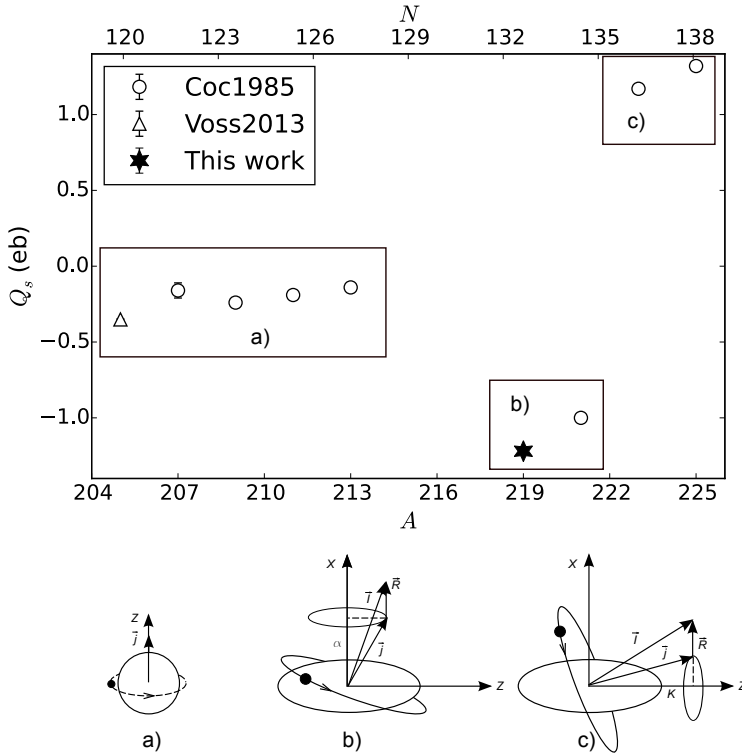 N
120 123 126 129 132 135 138
Coc1985
Voss2013
This work
c)
1.0
0.5
0.0
−0.5
−1.0
Q_s (eb)
a)
b)
204 207 210 213 216 219 222 225
A
Z
j⃗
a)
X
I⃗
R⃗
α
j⃗
Z
b)
X
I⃗
R⃗
j⃗
K
Z
c)